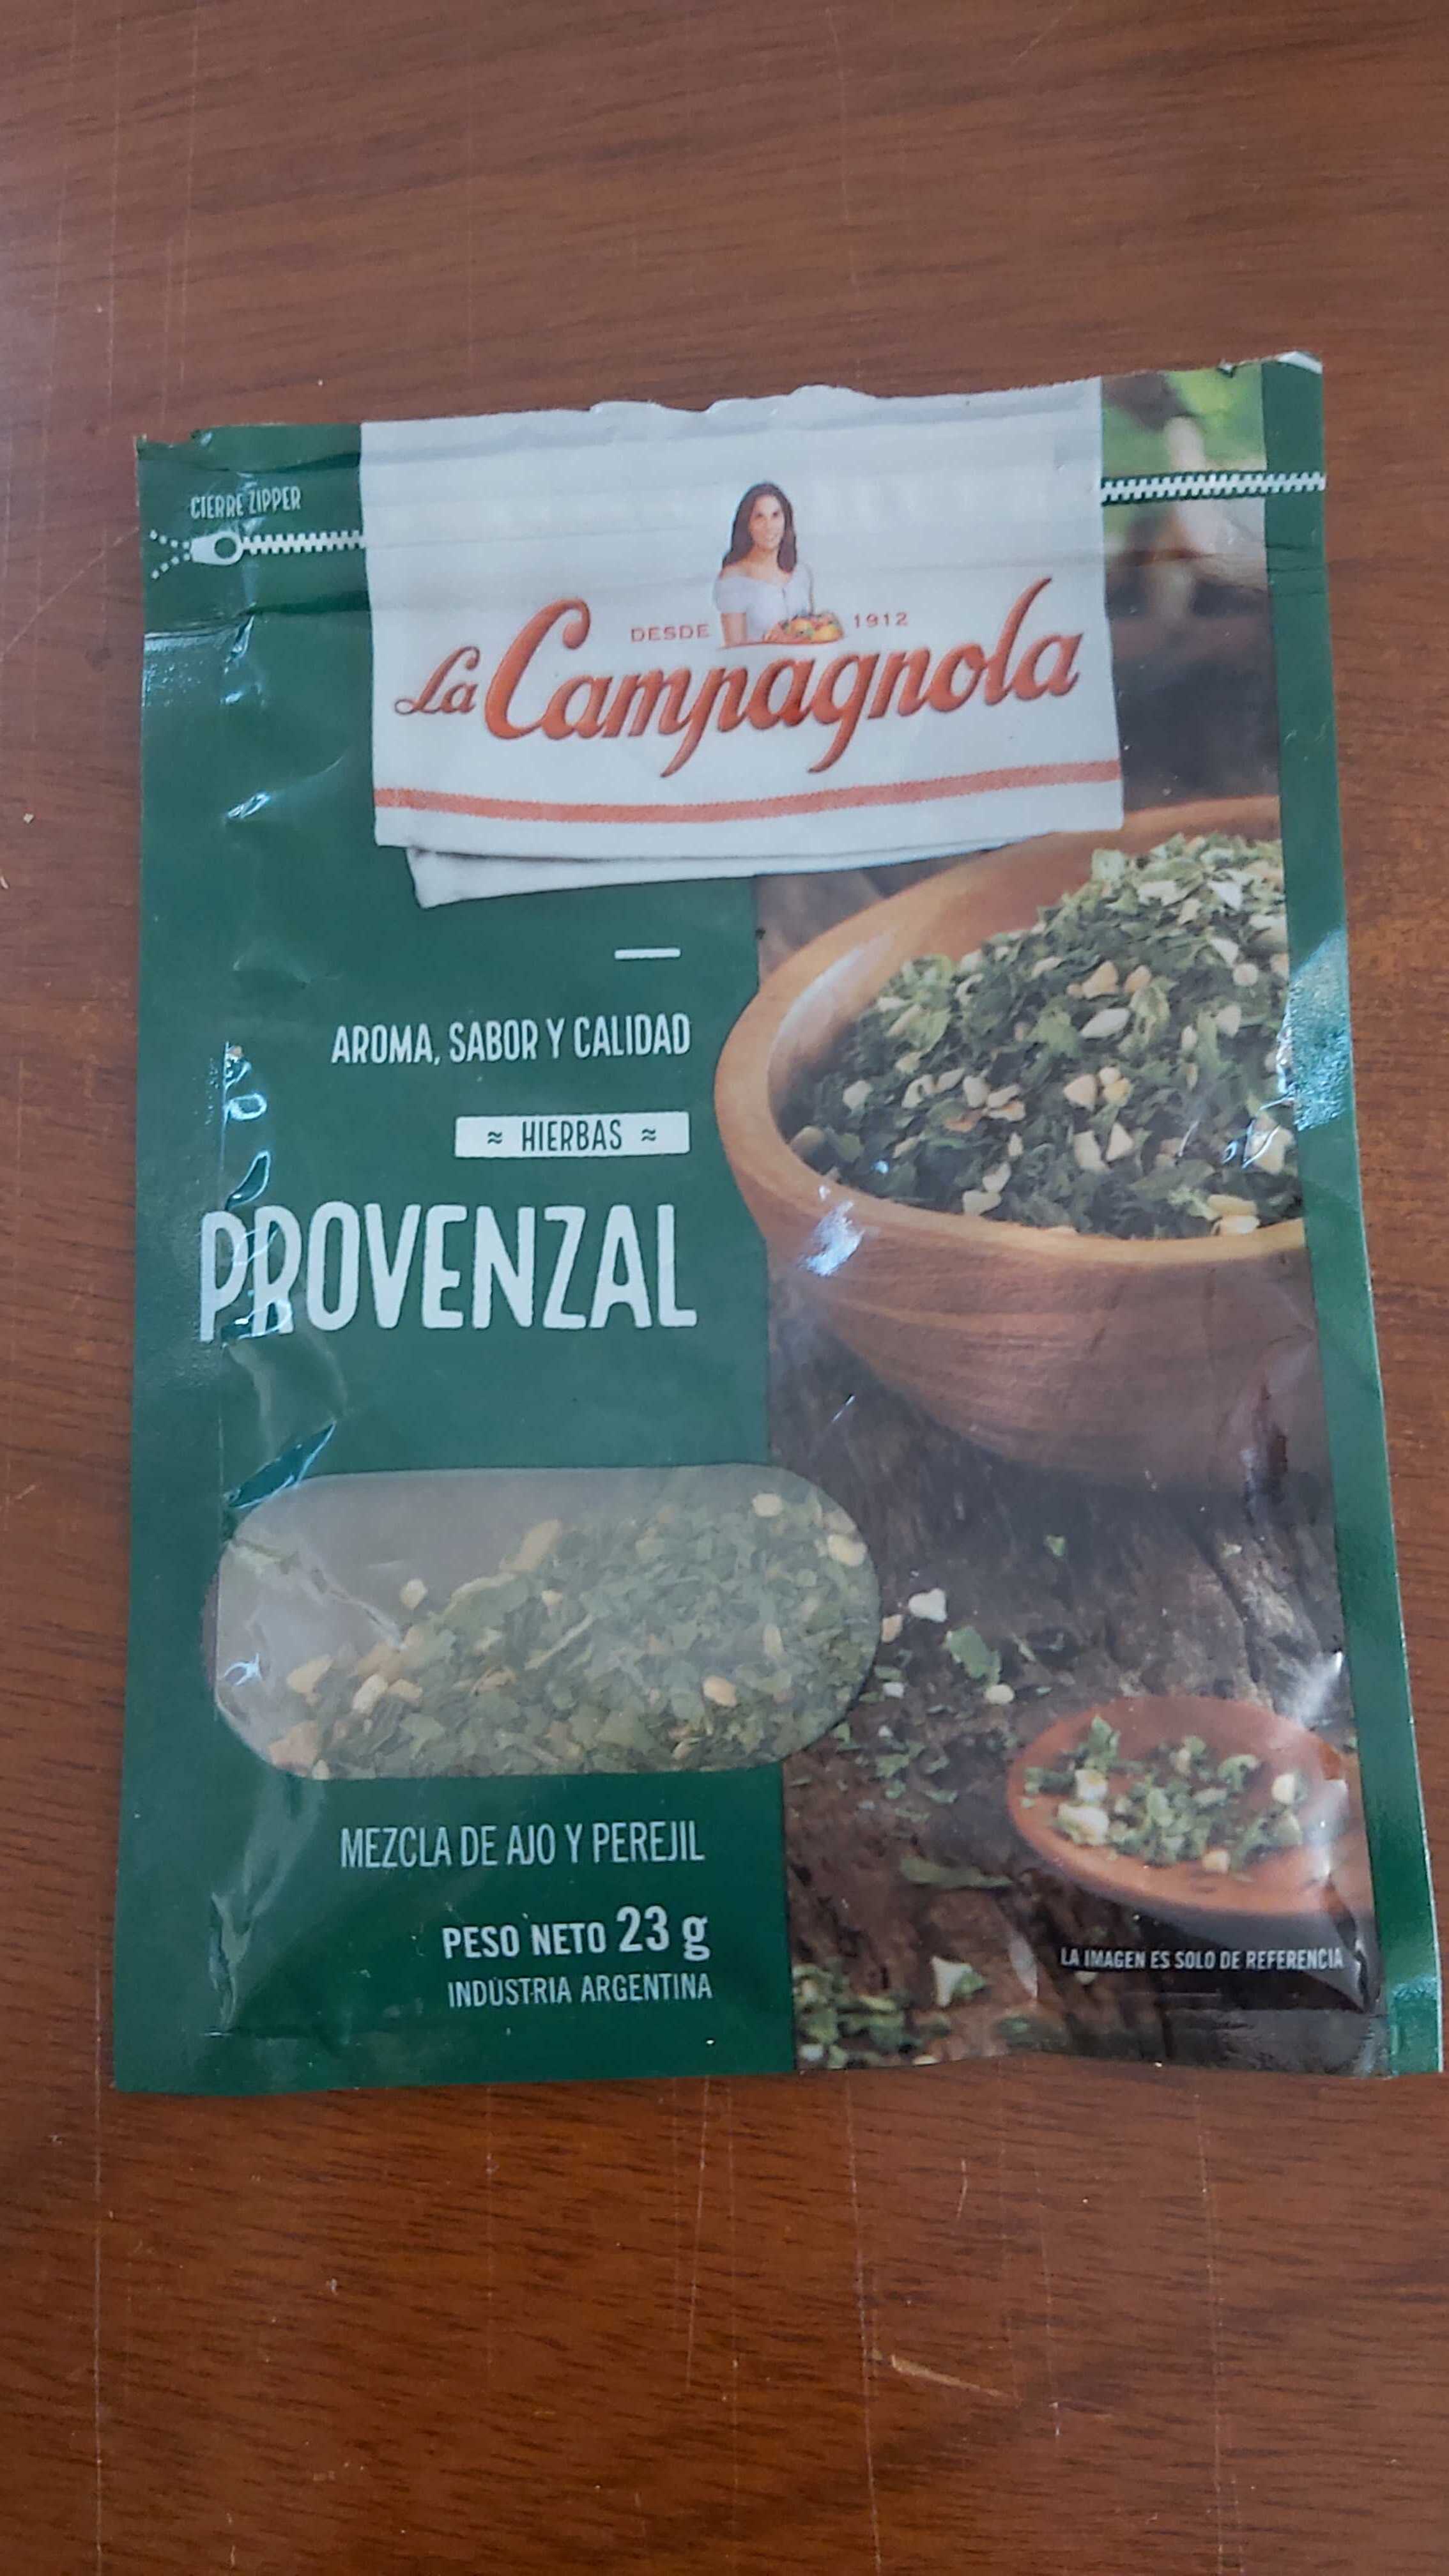 CIERRE ZIPPER
DESDE 1912
La Campagnola
AROMA, SABOR Y CALIDAD
≈ HIERBAS ≈
PROVENZAL
MEZCLA DE AJO Y PEREJIL
PESO NETO 23 g
INDUSTRIA ARGENTINA
LA IMAGEN ES SOLO DE REFERENCIA